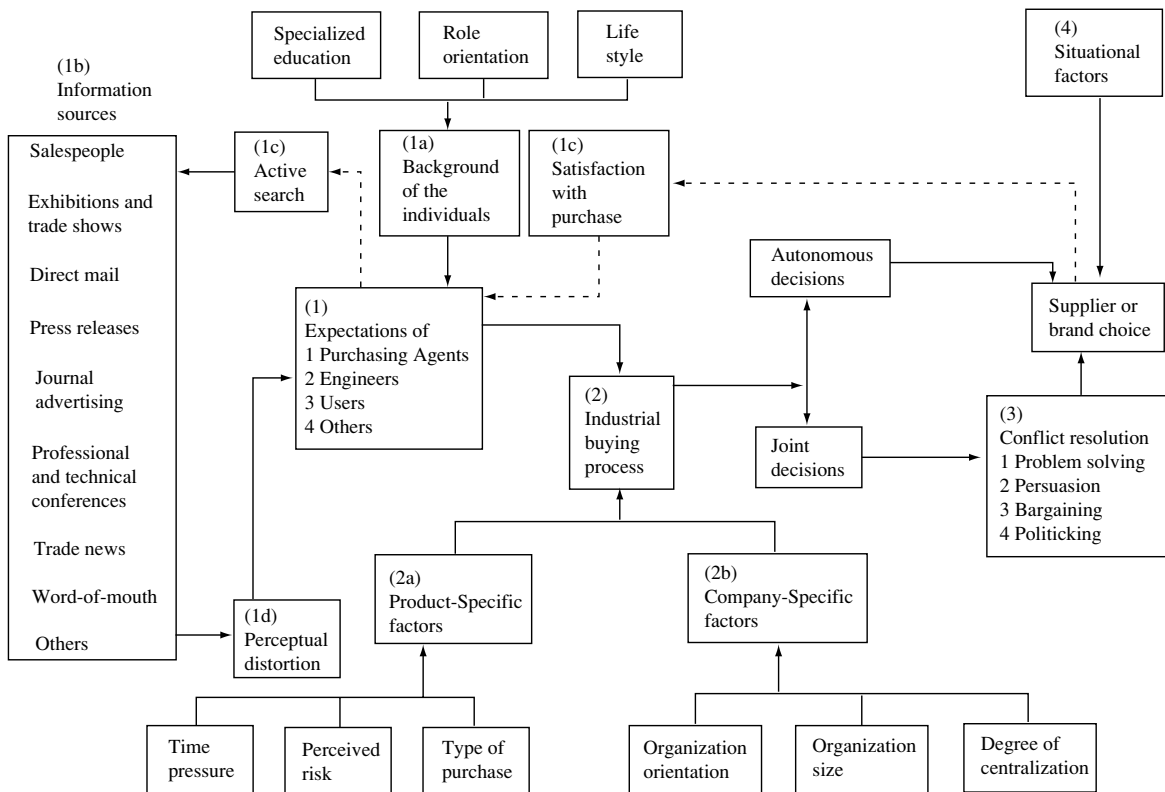 Specialized
education
Role
orientation
Life
style
(4)
Situational
factors
(1b)
Information
sources
Salespeople
Exhibitions and
trade shows
Direct mail
Press releases
Journal
advertising
Professional
and technical
conferences
Trade news
Word-of-mouth
Others
(1c)
Active
search
(1a)
Background
of the
individuals
(1c)
Satisfaction
with
purchase
(1)
Expectations of
1 Purchasing Agents
2 Engineers
3 Users
4 Others
(2)
Industrial
buying
process
Autonomous
decisions
Joint
decisions
Supplier or
brand choice
(3)
Conflict resolution
1 Problem solving
2 Persuasion
3 Bargaining
4 Politicking
(1d)
Perceptual
distortion
(2a)
Product-Specific
factors
(2b)
Company-Specific
factors
Time
pressure
Perceived
risk
Type of
purchase
Organization
orientation
Organization
size
Degree of
centralization